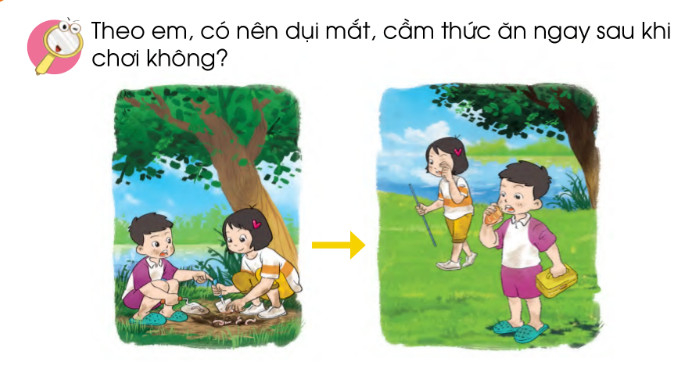 Theo em, có nên dụi mắt, cầm thức ăn ngay sau khi
chơi không?